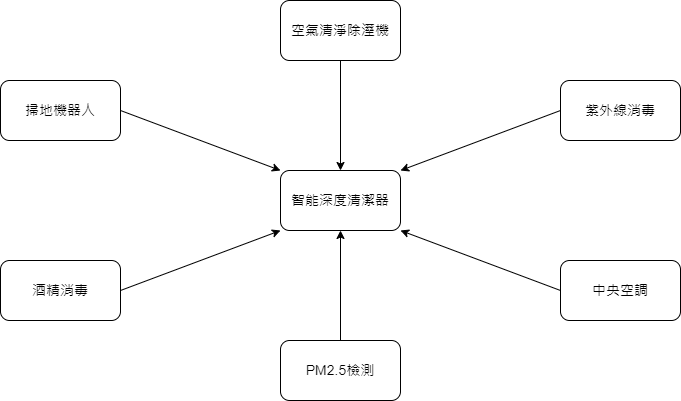 空氣清淨除溼機
掃地機器人
紫外線消毒
智能深度清潔器
酒精消毒
中央空調
PM2.5檢測